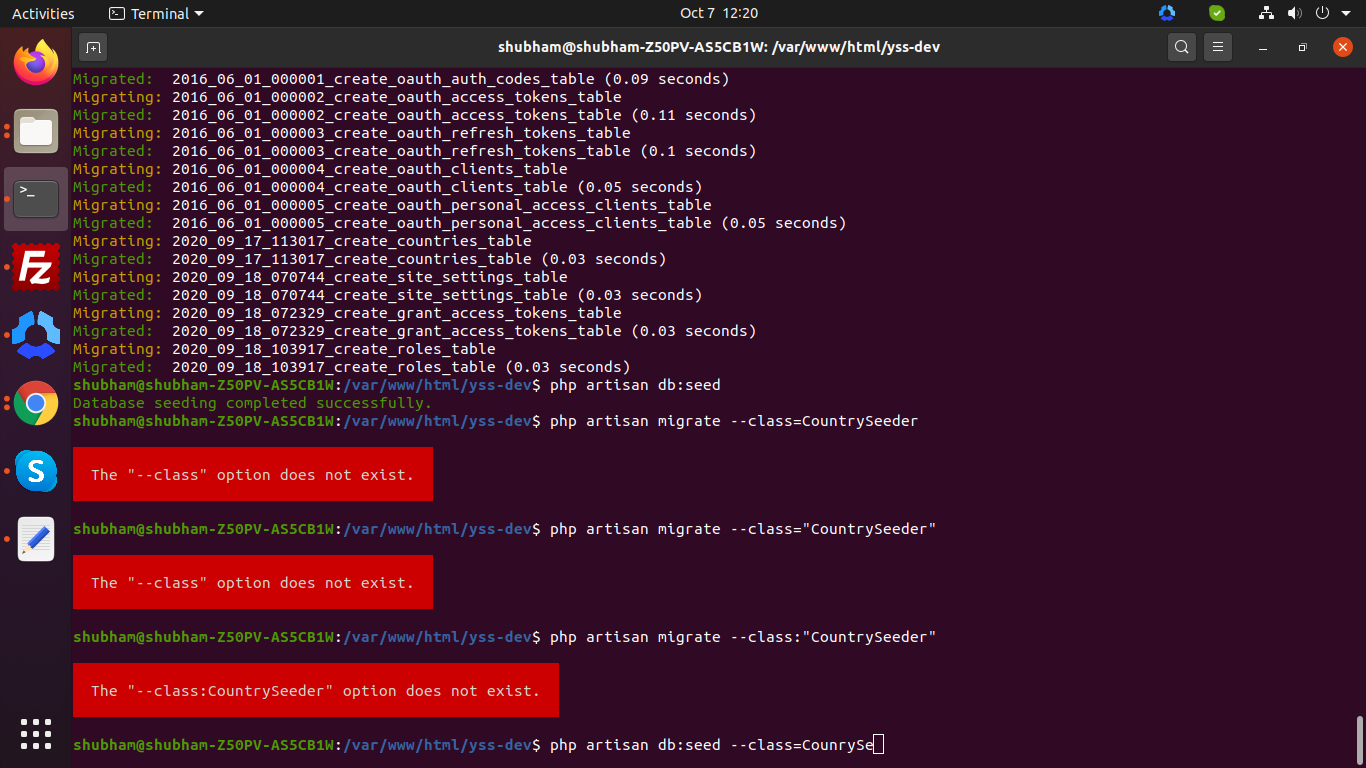 Activities
Terminal
Oct 7 12:20
shubham@shubham-Z50PV-AS5CB1W: /var/www/html/yss-dev
Migrated:  2016_06_01_000001_create_oauth_auth_codes_table (0.09 seconds)
Migrating: 2016_06_01_000002_create_oauth_access_tokens_table
Migrated:  2016_06_01_000002_create_oauth_access_tokens_table (0.11 seconds)
Migrating: 2016_06_01_000003_create_oauth_refresh_tokens_table
Migrated:  2016_06_01_000003_create_oauth_refresh_tokens_table (0.1 seconds)
Migrating: 2016_06_01_000004_create_oauth_clients_table
Migrated:  2016_06_01_000004_create_oauth_clients_table (0.05 seconds)
Migrating: 2016_06_01_000005_create_oauth_personal_access_clients_table
Migrated:  2016_06_01_000005_create_oauth_personal_access_clients_table (0.05 seconds)
Migrating: 2020_09_17_113017_create_countries_table
Migrated:  2020_09_17_113017_create_countries_table (0.03 seconds)
Migrating: 2020_09_18_070744_create_site_settings_table
Migrated:  2020_09_18_070744_create_site_settings_table (0.03 seconds)
Migrating: 2020_09_18_072329_create_grant_access_tokens_table
Migrated:  2020_09_18_072329_create_grant_access_tokens_table (0.03 seconds)
Migrating: 2020_09_18_103917_create_roles_table
Migrated:  2020_09_18_103917_create_roles_table (0.03 seconds)
shubham@shubham-Z50PV-AS5CB1W:/var/www/html/yss-dev$ php artisan db:seed
Database seeding completed successfully.
shubham@shubham-Z50PV-AS5CB1W:/var/www/html/yss-dev$ php artisan migrate --class=CountrySeeder
The "--class" option does not exist.
shubham@shubham-Z50PV-AS5CB1W:/var/www/html/yss-dev$ php artisan migrate --class="CountrySeeder"
The "--class" option does not exist.
shubham@shubham-Z50PV-AS5CB1W:/var/www/html/yss-dev$ php artisan migrate --class:"CountrySeeder"
The "--class:CountrySeeder" option does not exist.
shubham@shubham-Z50PV-AS5CB1W:/var/www/html/yss-dev$ php artisan db:seed --class=CounrySe